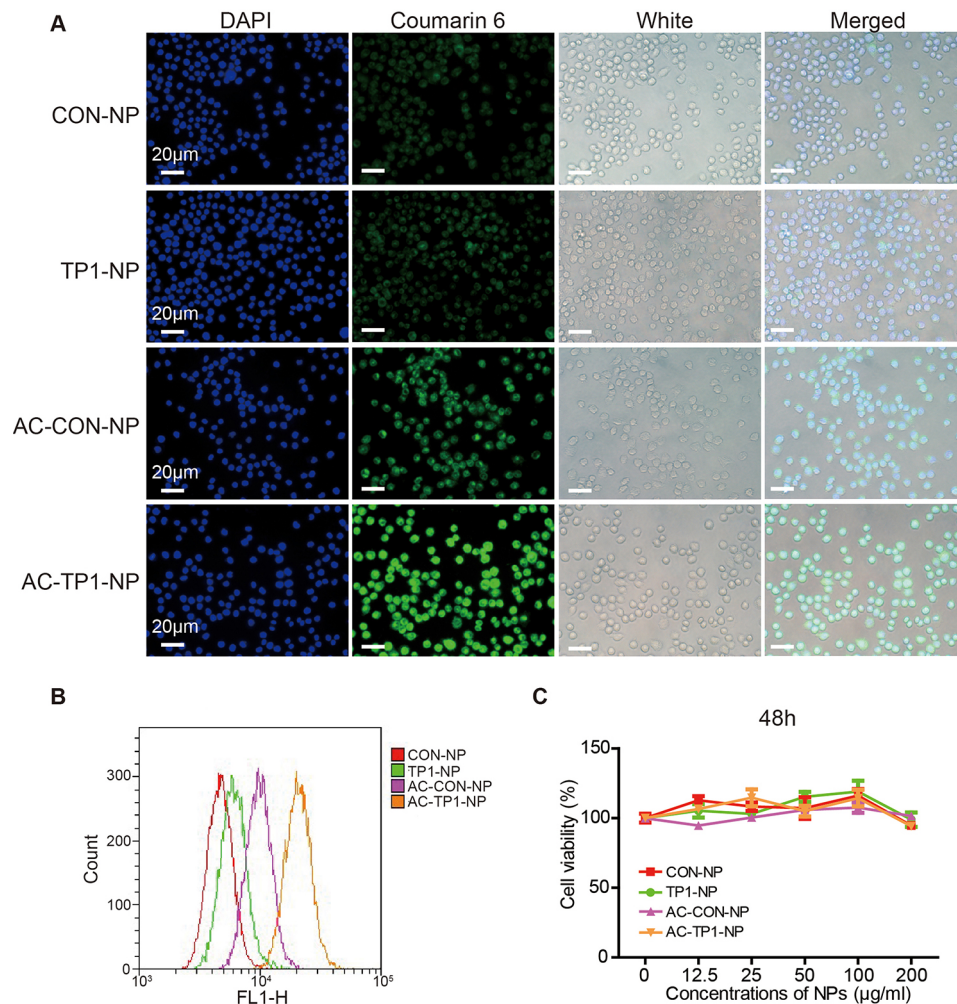 A
DAPI
Coumarin 6
White
Merged
CON-NP
20μm
TP1-NP
20μm
AC-CON-NP
20μm
AC-TP1-NP
20μm
B
300
200
100
0
Count
10³
10⁴
10⁵
FL1-H
CON-NP
TP1-NP
AC-CON-NP
AC-TP1-NP
C
48h
150
100
50
0
Cell viability (%)
CON-NP
TP1-NP
AC-CON-NP
AC-TP1-NP
0 12.5 25 50 100 200
Concentrations of NPs (μg/ml)